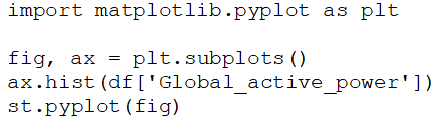 import matplotlib.pyplot as plt

fig, ax = plt.subplots()
ax.hist(df['Global_active_power'])
st.pyplot(fig)